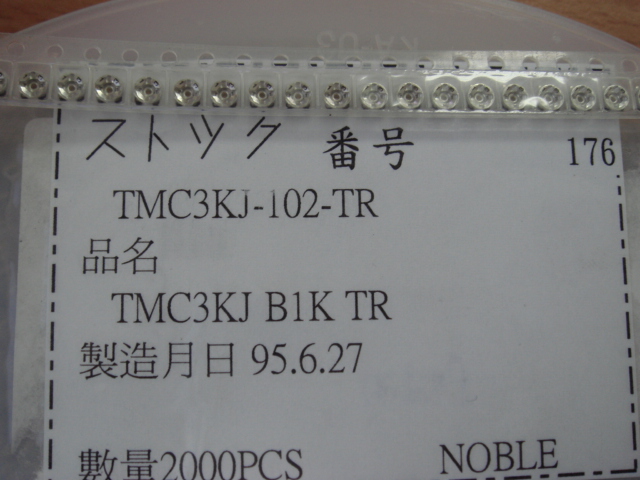 ストック 番号 176
TMC3KJ-102-TR
品名
TMC3KJ B1K TR
製造月日 95.6.27
數量2000PCS NOBLE